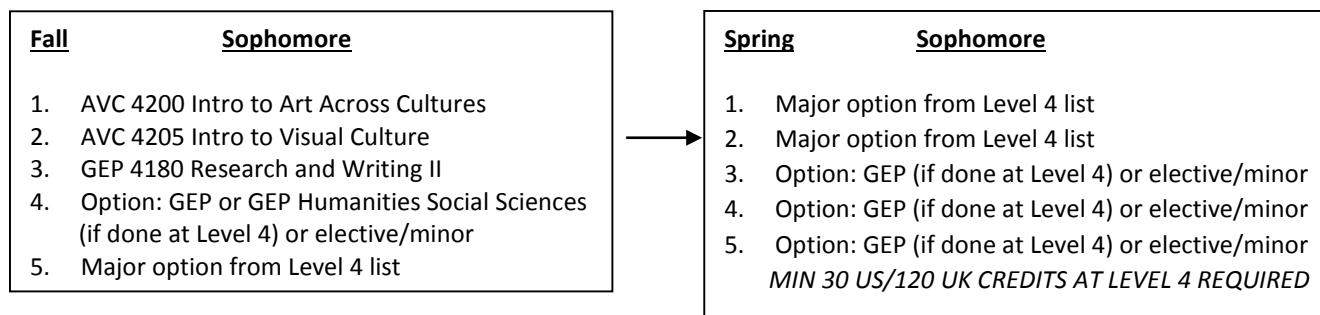 Fall Sophomore
1. AVC 4200 Intro to Art Across Cultures
2. AVC 4205 Intro to Visual Culture
3. GEP 4180 Research and Writing II
4. Option: GEP or GEP Humanities Social Sciences
(if done at Level 4) or elective/minor
5. Major option from Level 4 list
Spring Sophomore
1. Major option from Level 4 list
2. Major option from Level 4 list
3. Option: GEP (if done at Level 4) or elective/minor
4. Option: GEP (if done at Level 4) or elective/minor
5. Option: GEP (if done at Level 4) or elective/minor
MIN 30 US/120 UK CREDITS AT LEVEL 4 REQUIRED